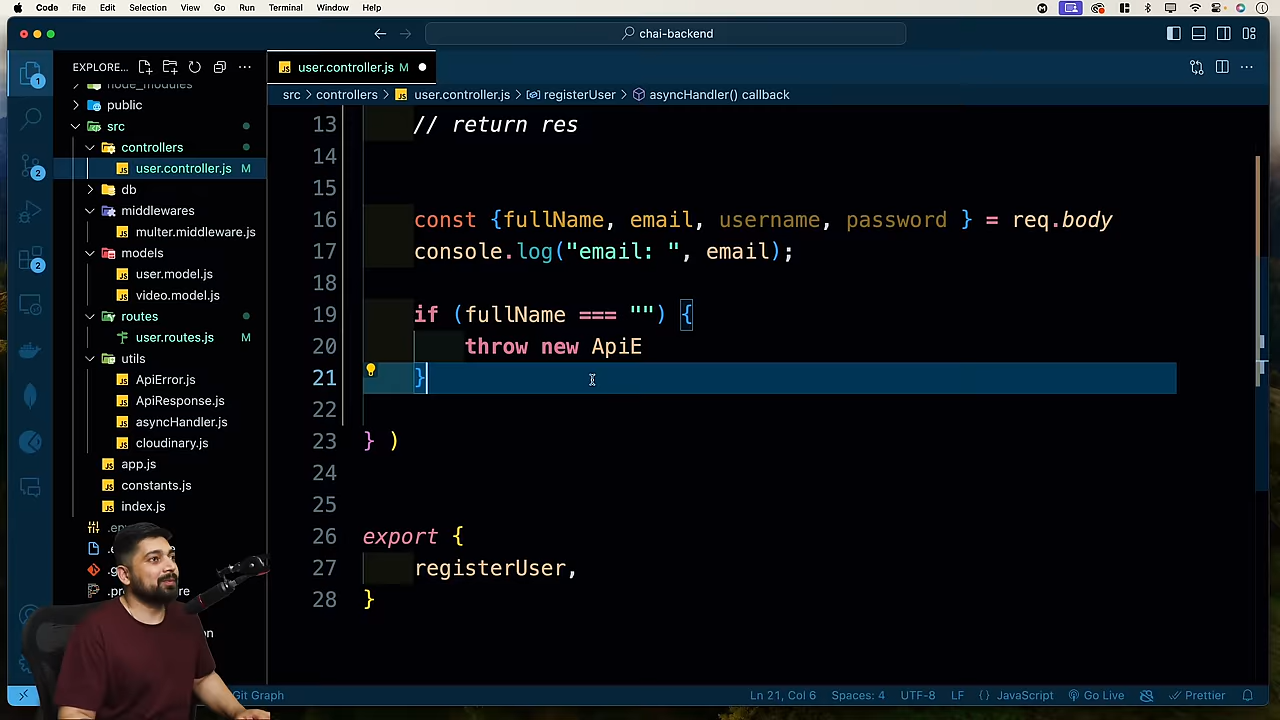 Code File Edit Selection View Go Run Terminal Window Help
chai-backend
EXPLORE... user.controller.js M
node_modules
src > controllers > user.controller.js > registerUser > asyncHandler() callback
public
src
controllers
user.controller.js M
db
middlewares
multer.middleware.js
models
user.model.js
video.model.js
routes
user.routes.js M
utils
ApiError.js
ApiResponse.js
asyncHandler.js
cloudinary.js
app.js
constants.js
index.js
1
2
2
13 // return res
14
15
16 const {fullName, email, username, password } = req.body
17 console.log("email: ", email);
18
19 if (fullName === "") {
20 throw new ApiE
21 }
22
23 } )
24
25
26 export {
27 registerUser,
28 }
Git Graph Ln 21, Col 6 Spaces: 4 UTF-8 LF {} JavaScript Go Live Prettier